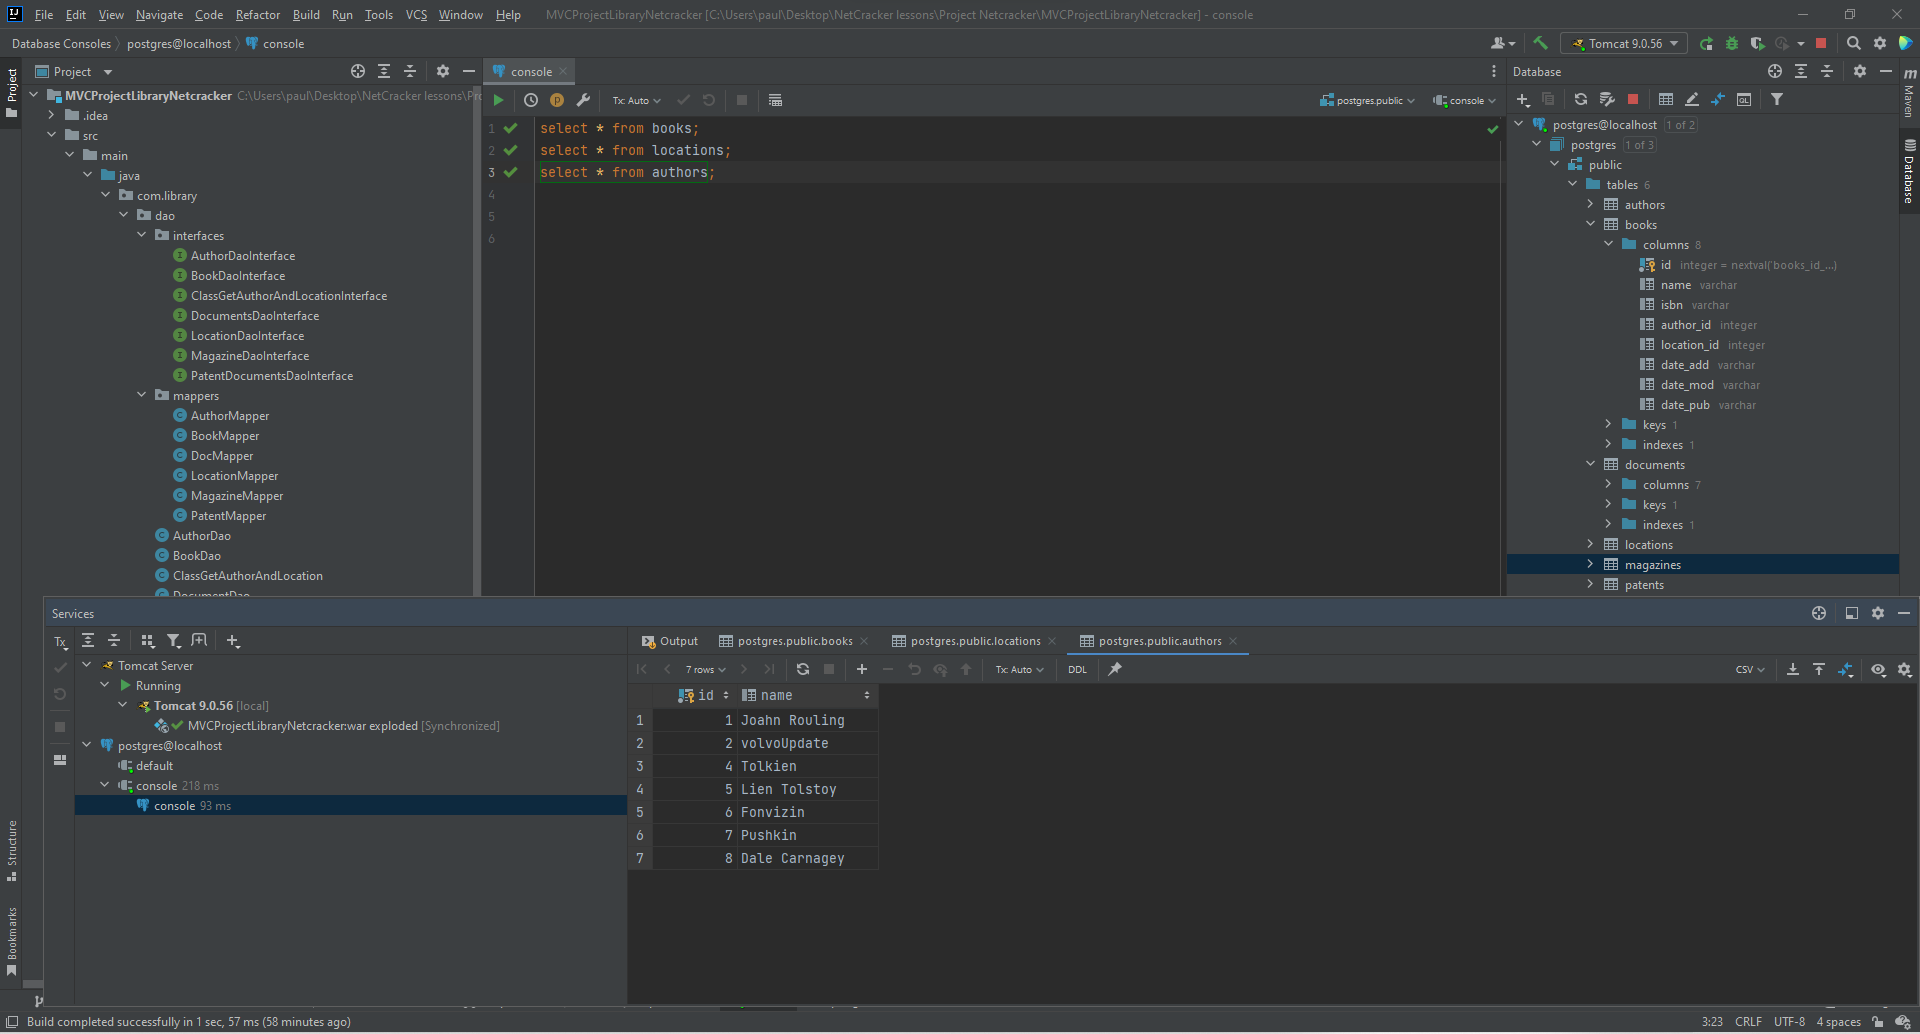 File Edit View Navigate Code Refactor Build Run Tools VCS Window Help MVCProjectLibraryNetcracker [C:\Users\paul\Desktop\NetCracker lessons\Project Netcracker\MVCProjectLibraryNetcracker] - console
Database Consoles postgres@localhost console Tomcat 9.0.56
Project
Project
MVCProjectLibraryNetcracker C:\Users\paul\Desktop\NetCracker lessons\Pr
.idea
src
main
java
com.library
dao
interfaces
AuthorDaoInterface
BookDaoInterface
ClassGetAuthorAndLocationInterface
DocumentsDaoInterface
LocationDaoInterface
MagazineDaoInterface
PatentDocumentsDaoInterface
mappers
AuthorMapper
BookMapper
DocMapper
LocationMapper
MagazineMapper
PatentMapper
AuthorDao
BookDao
ClassGetAuthorAndLocation
DocumentDao
console
Tx: Auto postgres.public console
1 select * from books;
2 select * from locations;
3 select * from authors;
4
5
6
Database
postgres@localhost 1 of 2
postgres 1 of 3
public
tables 6
authors
books
columns 8
id integer = nextval('books_id_...)
name varchar
isbn varchar
author_id integer
location_id integer
date_add varchar
date_mod varchar
date_pub varchar
keys 1
indexes 1
documents
columns 7
keys 1
indexes 1
locations
magazines
patents
Maven
Database
Services
Tx
Tomcat Server
Running
Tomcat 9.0.56 [local]
MVCProjectLibraryNetcracker:war exploded [Synchronized]
postgres@localhost
default
console 218 ms
console 93 ms
Output postgres.public.books postgres.public.locations postgres.public.authors
7 rows Tx: Auto DDL CSV
id name
1 1 Joahn Rouling
2 2 volvoUpdate
3 4 Tolkien
4 5 Lien Tolstoy
5 6 Fonvizin
6 7 Pushkin
7 8 Dale Carnagey
Structure
Bookmarks
Build completed successfully in 1 sec, 57 ms (58 minutes ago) 3:23 CRLF UTF-8 4 spaces